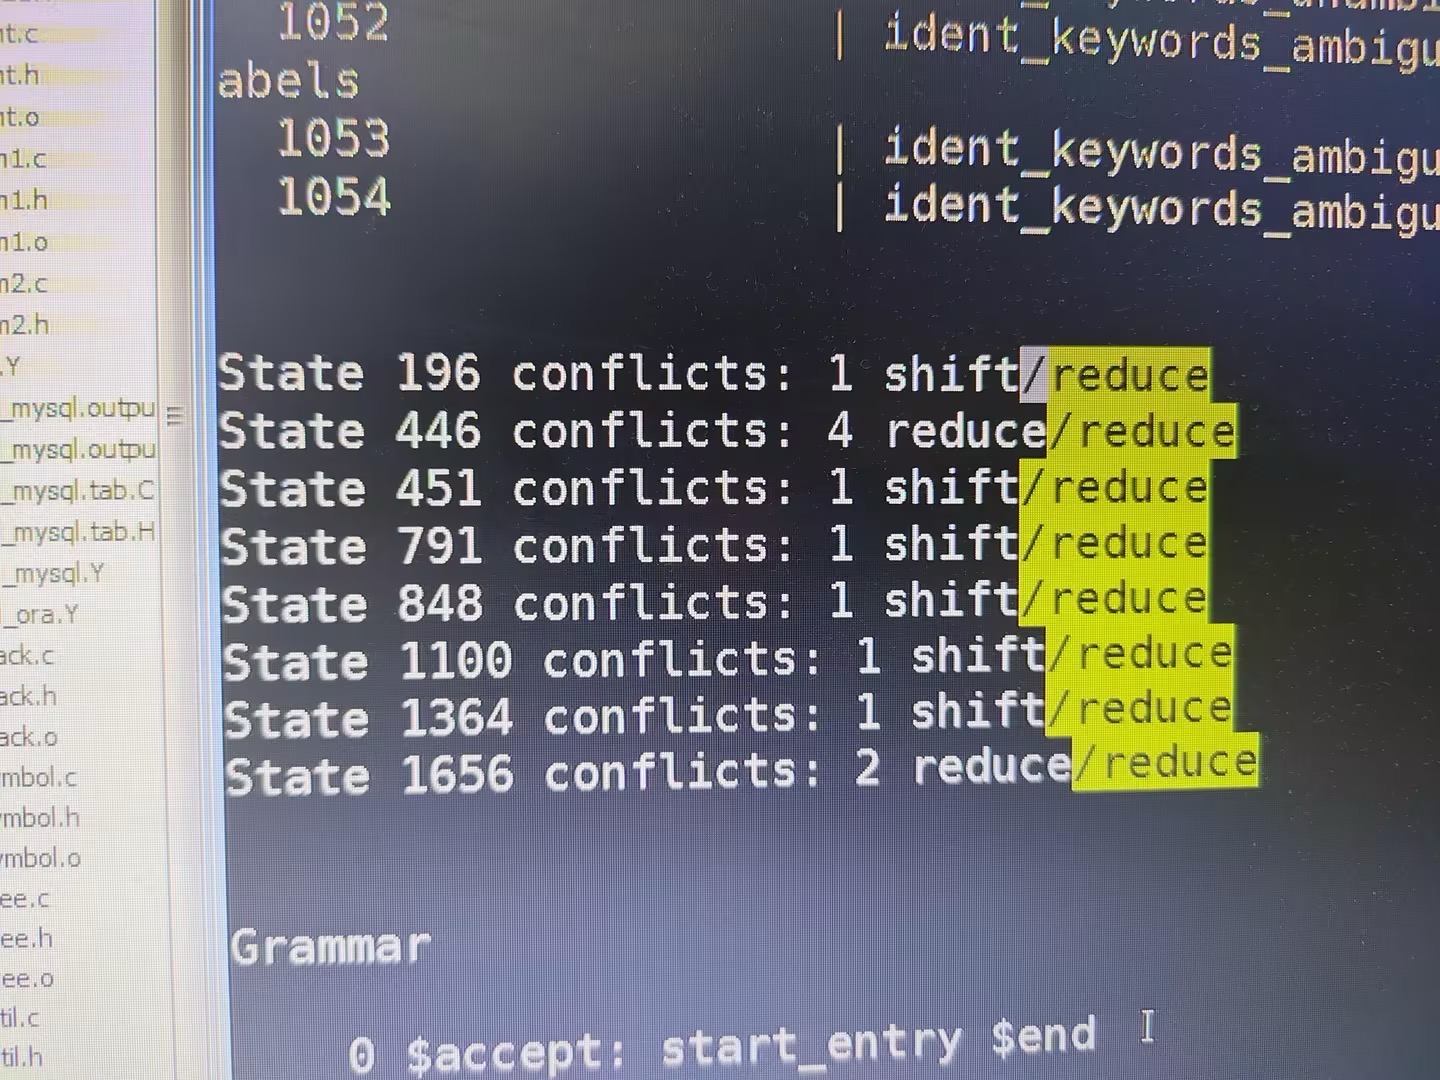 1052 | ident_keywords_ambigu
abels
1053 | ident_keywords_ambigu
1054 | ident_keywords_ambigu
State 196 conflicts: 1 shift/reduce
State 446 conflicts: 4 reduce/reduce
State 451 conflicts: 1 shift/reduce
State 791 conflicts: 1 shift/reduce
State 848 conflicts: 1 shift/reduce
State 1100 conflicts: 1 shift/reduce
State 1364 conflicts: 1 shift/reduce
State 1656 conflicts: 2 reduce/reduce
Grammar
0 $accept: start_entry $end
nt.c
nt.h
nt.o
n1.c
n1.h
n1.o
n2.c
n2.h
.Y
_mysql.outpu
_mysql.outpu
_mysql.tab.C
_mysql.tab.H
_mysql.Y
_ora.Y
ack.c
ack.h
ack.o
mbol.c
mbol.h
mbol.o
ee.c
ee.h
ee.o
til.c
til.h